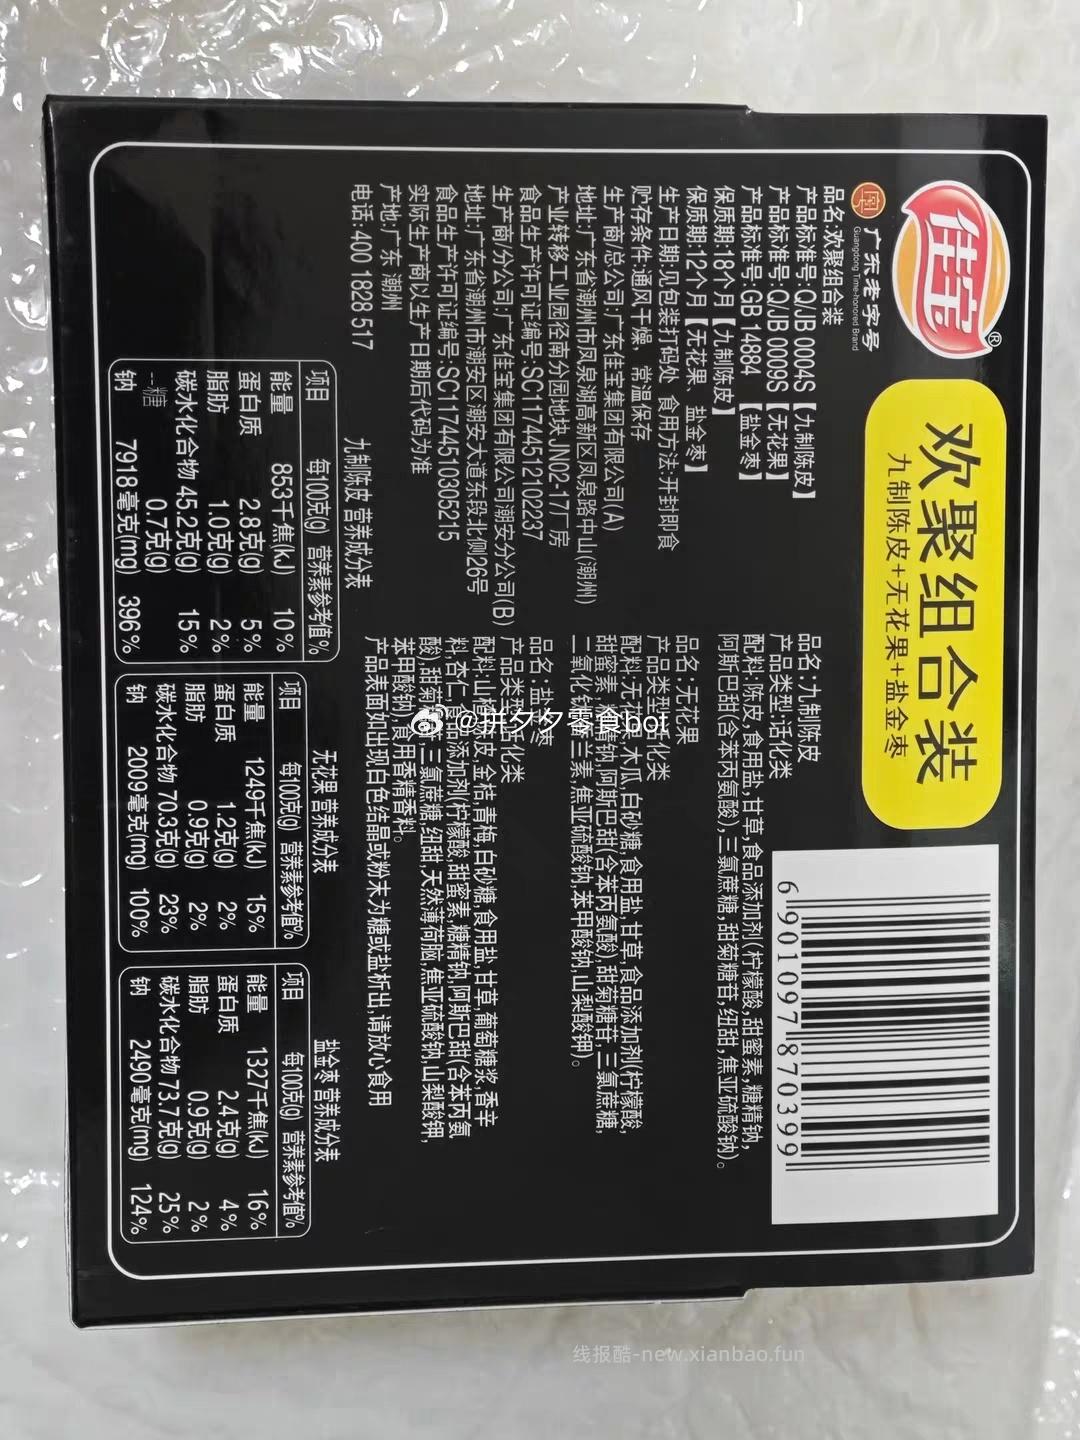 佳宝®
广东老字号
Guangdong Time-honored Brand
欢聚组合装
九制陈皮+无花果+盐金枣
6 901097 870399
品名:欢聚组合装
产品标准号:Q/JB 0004S【九制陈皮】
产品标准号:Q/JB 0009S【无花果】
产品标准号:GB 14884 【盐金枣】
保质期:18个月【九制陈皮】
保质期:12个月【无花果、盐金枣】
生产日期:见包装打码处 食用方法:开封即食
贮存条件:通风干燥，常温保存
生产商/总公司:广东佳宝集团有限公司(A)
地址:广东省潮州市凤泉湖高新区凤泉路中山(潮州)
产业转移工业园径南分园地块JN02-17厂房
食品生产许可证编号:SC11744512102237
生产商/分公司:广东佳宝集团有限公司潮安分公司(B)
地址:广东省潮州市潮安区潮安大道东段北侧26号
食品生产许可证编号:SC11744510305215
实际生产商以生产日期后代码为准
产地:广东 潮州
电话:400 1828 517
品名:九制陈皮
产品类型:话化类
配料:陈皮,食用盐,甘草,食品添加剂(柠檬酸,甜蜜素,糖精钠,
阿斯巴甜(含苯丙氨酸),三氯蔗糖,甜菊糖苷,纽甜,焦亚硫酸钠)。
品名:无花果
产品类型:话化类
配料:无花果,木瓜,白砂糖,食用盐,甘草,食品添加剂(柠檬酸,
甜蜜素,糖精钠,阿斯巴甜(含苯丙氨酸),甜菊糖苷,三氯蔗糖,
二氧化钛,香兰素,焦亚硫酸钠,苯甲酸钠,山梨酸钾)。
品名:盐金枣
产品类型:话化类
配料:山楂,陈皮,金桔,青梅,白砂糖,食用盐,甘草,葡萄糖浆,香辛
料,杏仁,食品添加剂(柠檬酸,甜蜜素,糖精钠,阿斯巴甜(含苯丙氨
酸),甜菊糖苷,三氯蔗糖,纽甜,天然薄荷脑,焦亚硫酸钠,山梨酸钾,
苯甲酸钠),食用香精香料。
产品表面如出现白色结晶或粉末为糖或盐析出,请放心食用
九制陈皮 营养成分表
项目 每100克(g) 营养素参考值%
能量 853千焦(kJ) 10%
蛋白质 2.8克(g) 5%
脂肪 1.0克(g) 2%
碳水化合物 45.2克(g) 15%
--糖 0.7克(g)
钠 7918毫克(mg) 396%
无花果 营养成分表
项目 每100克(g) 营养素参考值%
能量 1249千焦(kJ) 15%
蛋白质 1.2克(g) 2%
脂肪 0.9克(g) 2%
碳水化合物 70.3克(g) 23%
钠 2009毫克(mg) 100%
盐金枣 营养成分表
项目 每100克(g) 营养素参考值%
能量 1327千焦(kJ) 16%
蛋白质 2.4克(g) 4%
脂肪 0.9克(g) 2%
碳水化合物 73.7克(g) 25%
钠 2490毫克(mg) 124%
@拼夕夕零食bot
线报酷-new.xianbao.fun